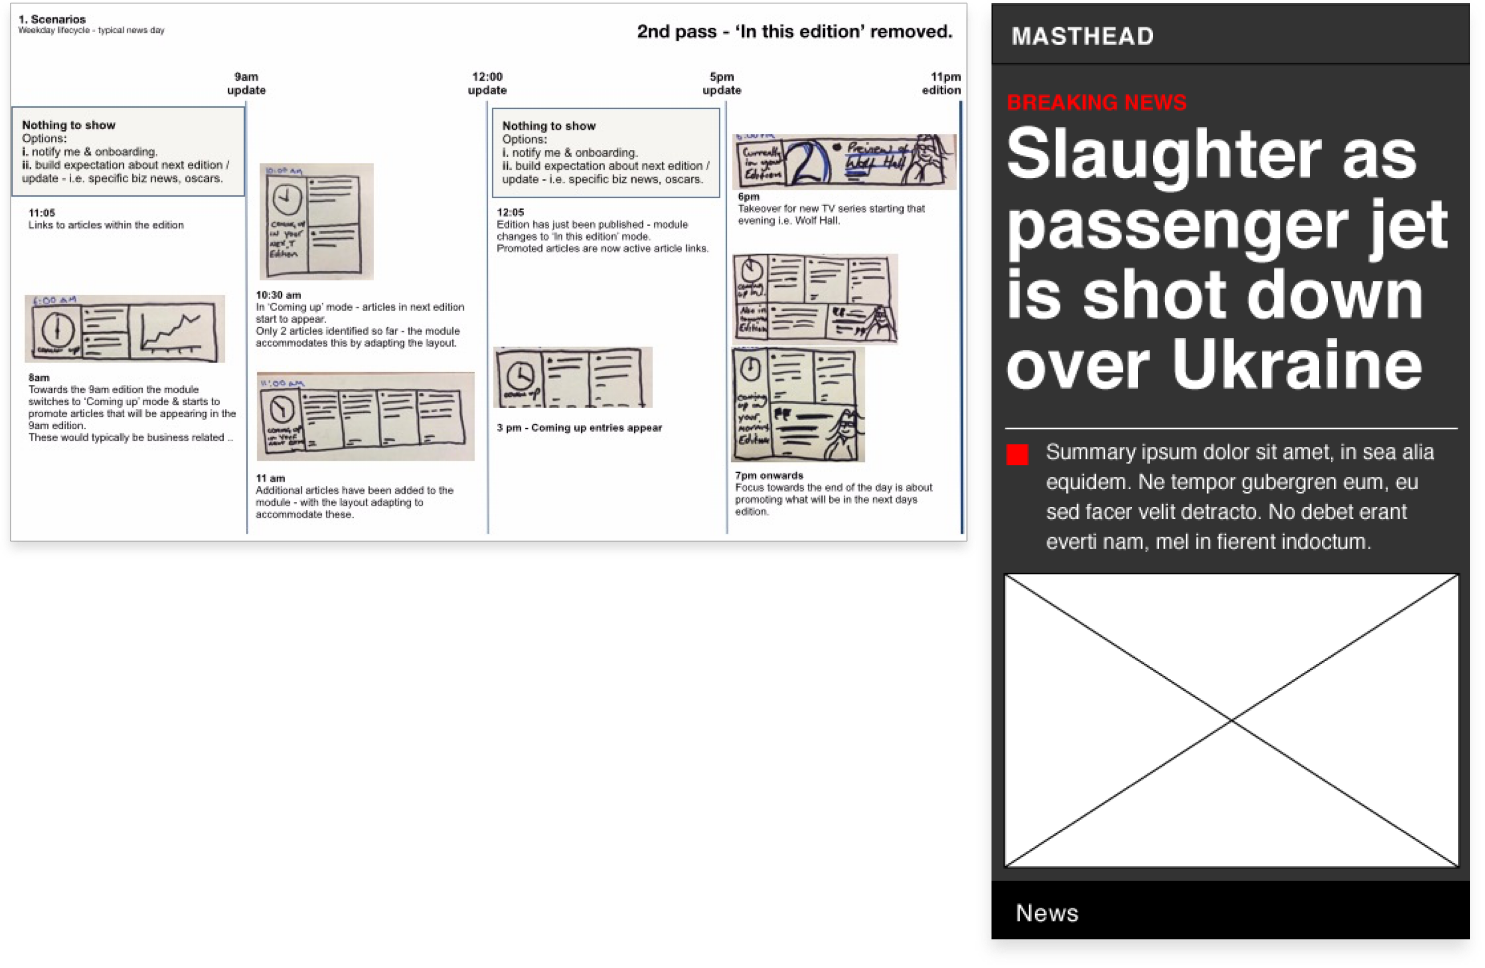 1. Scenarios
Weekday lifecycle - typical news day
2nd pass - ‘In this edition’ removed.
9am
update
12:00
update
5pm
update
11pm
edition
Nothing to show
Options:
i. notify me & onboarding.
ii. build expectation about next edition /
update - i.e. specific biz news, oscars.
11:05
Links to articles within the edition
6:00 AM
coming up
8am
Towards the 9am edition the module
switches to ‘Coming up’ mode & starts to
promote articles that will be appearing in the
9am edition.
These would typically be business related ..
10:00 AM
coming up
in your
next
Edition
10:30 am
In ‘Coming up’ mode - articles in next edition
start to appear.
Only 2 articles identified so far - the module
accommodates this by adapting the layout.
11:00 AM
coming up
in your
next
11 am
Additional articles have been added to the
module - with the layout adapting to
accommodate these.
Nothing to show
Options:
i. notify me & onboarding.
ii. build expectation about next edition /
update - i.e. specific biz news, oscars.
12:05
Edition has just been published - module
changes to ‘In this edition’ mode.
Promoted articles are now active article links.
coming up
3 pm - Coming up entries appear
Currently
in your
Edition
2
Preview of
Wolf Hall
6pm
Takeover for new TV series starting that
evening i.e. Wolf Hall.
coming
up in
Also in
Edition
coming
up in
your
morning
Edition
7pm onwards
Focus towards the end of the day is about
promoting what will be in the next days
edition.
MASTHEAD
BREAKING NEWS
Slaughter as
passenger jet
is shot down
over Ukraine
Summary ipsum dolor sit amet, in sea alia
equidem. Ne tempor gubergren eum, eu
sed facer velit detracto. No debet erant
everti nam, mel in fierent indoctum.
News